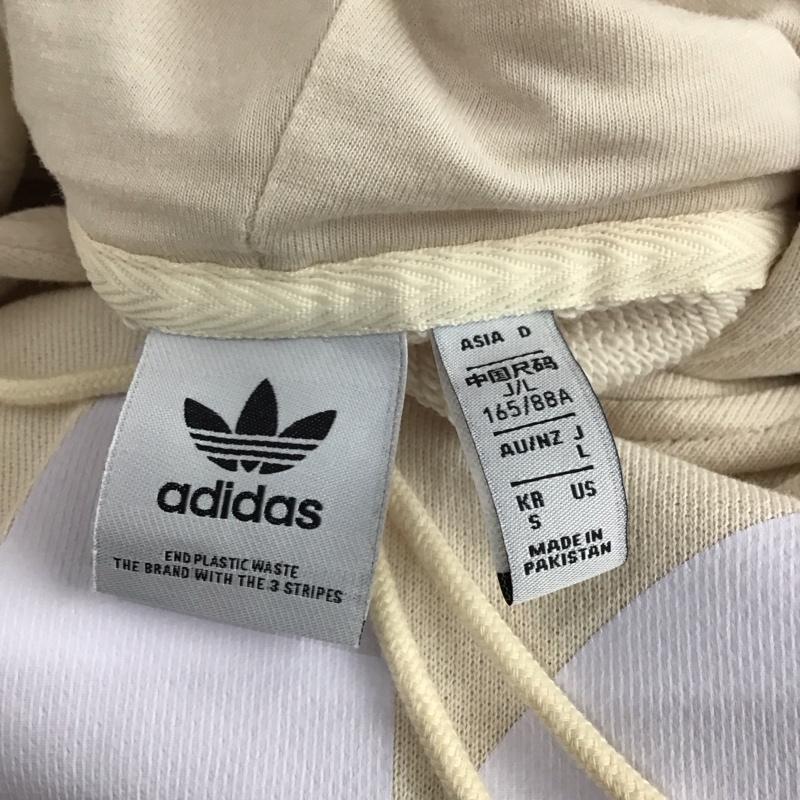 adidas
END PLASTIC WASTE
THE BRAND WITH THE 3 STRIPES
ASIA D
中国尺码
J/L
165/88A
AU/NZ J
L
KR US
S
MADE IN
PAKISTAN